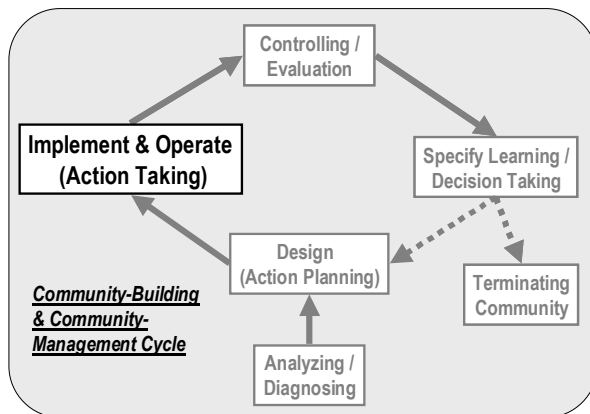 Controlling /
Evaluation
Implement & Operate
(Action Taking)
Specify Learning /
Decision Taking
Design
(Action Planning)
Terminating
Community
Community-Building
& Community-
Management Cycle
Analyzing /
Diagnosing